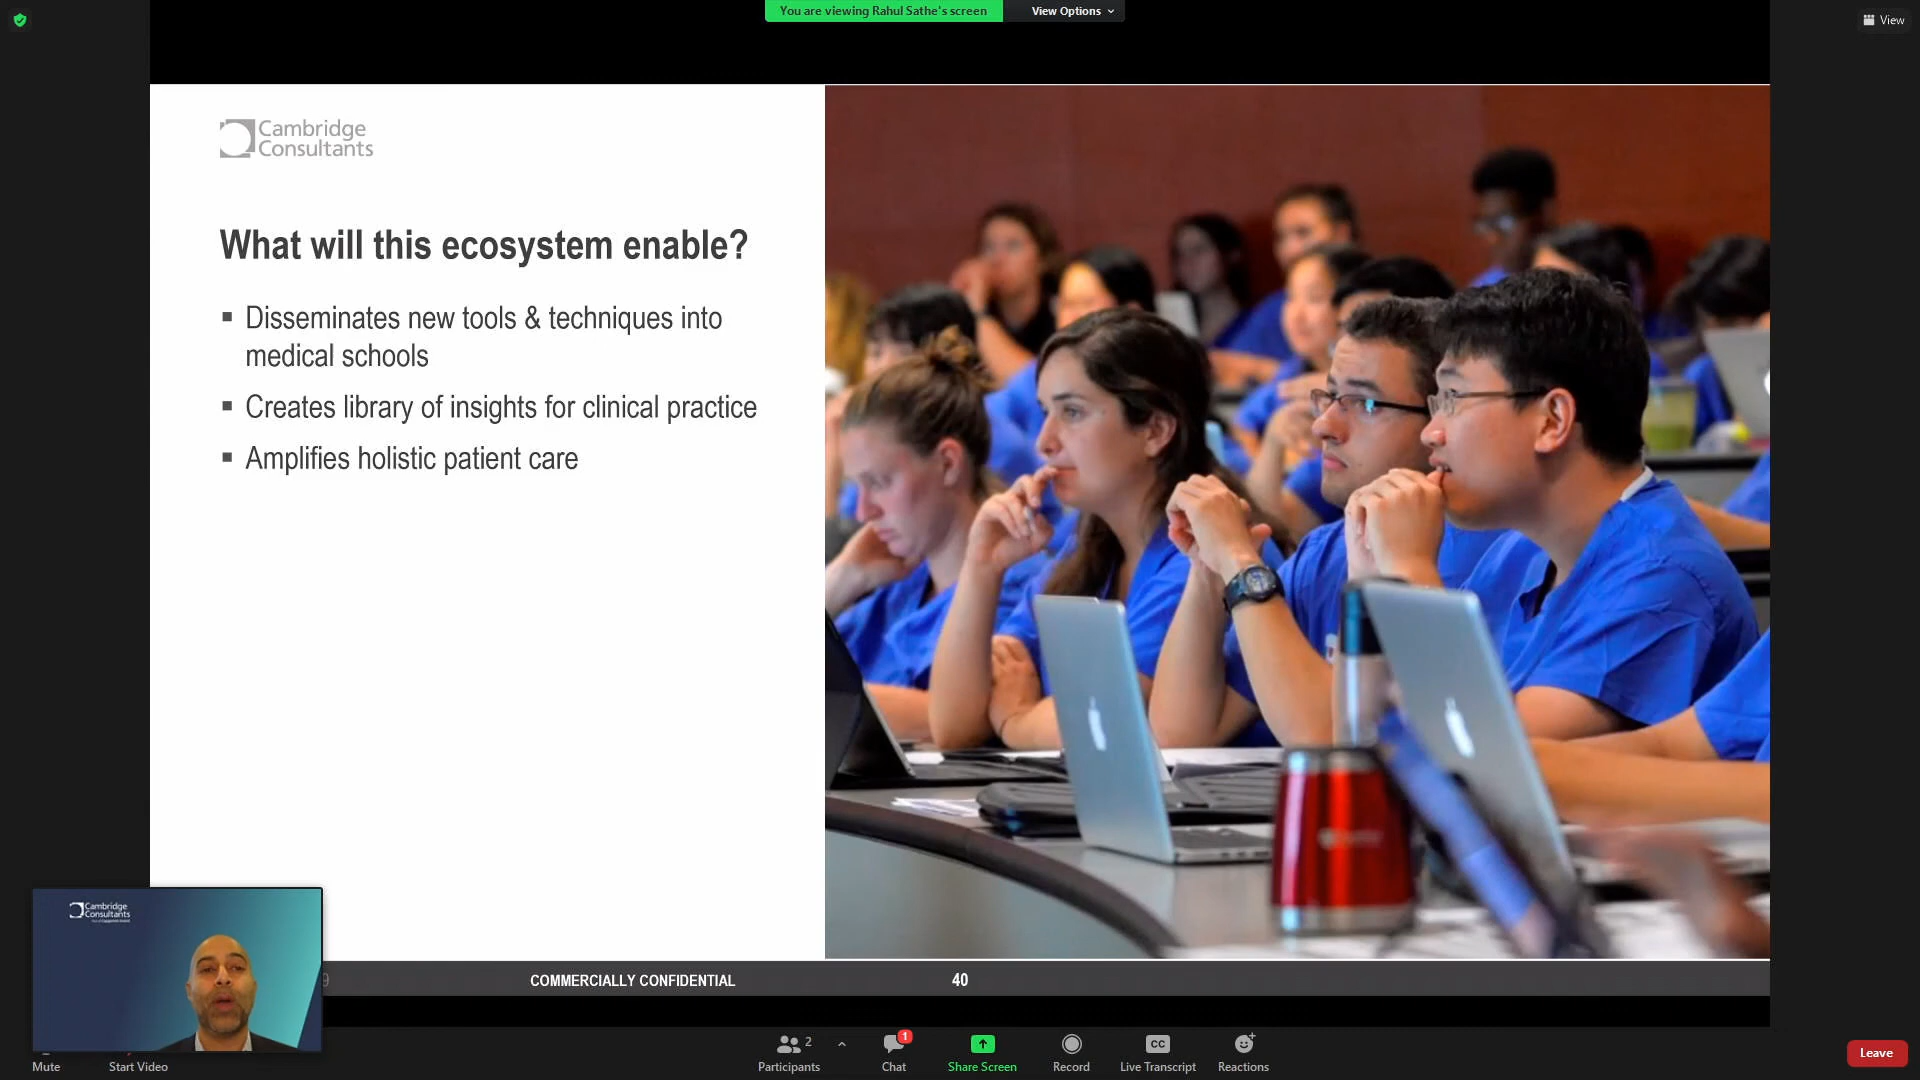 You are viewing Rahul Sathe's screen
View Options
View
Cambridge
Consultants
What will this ecosystem enable?
Disseminates new tools & techniques into
medical schools
Creates library of insights for clinical practice
Amplifies holistic patient care
Cambridge
Consultants
9
COMMERCIALLY CONFIDENTIAL
40
Mute
Start Video
2
Participants
1
Chat
Share Screen
Record
CC
Live Transcript
Reactions
Leave